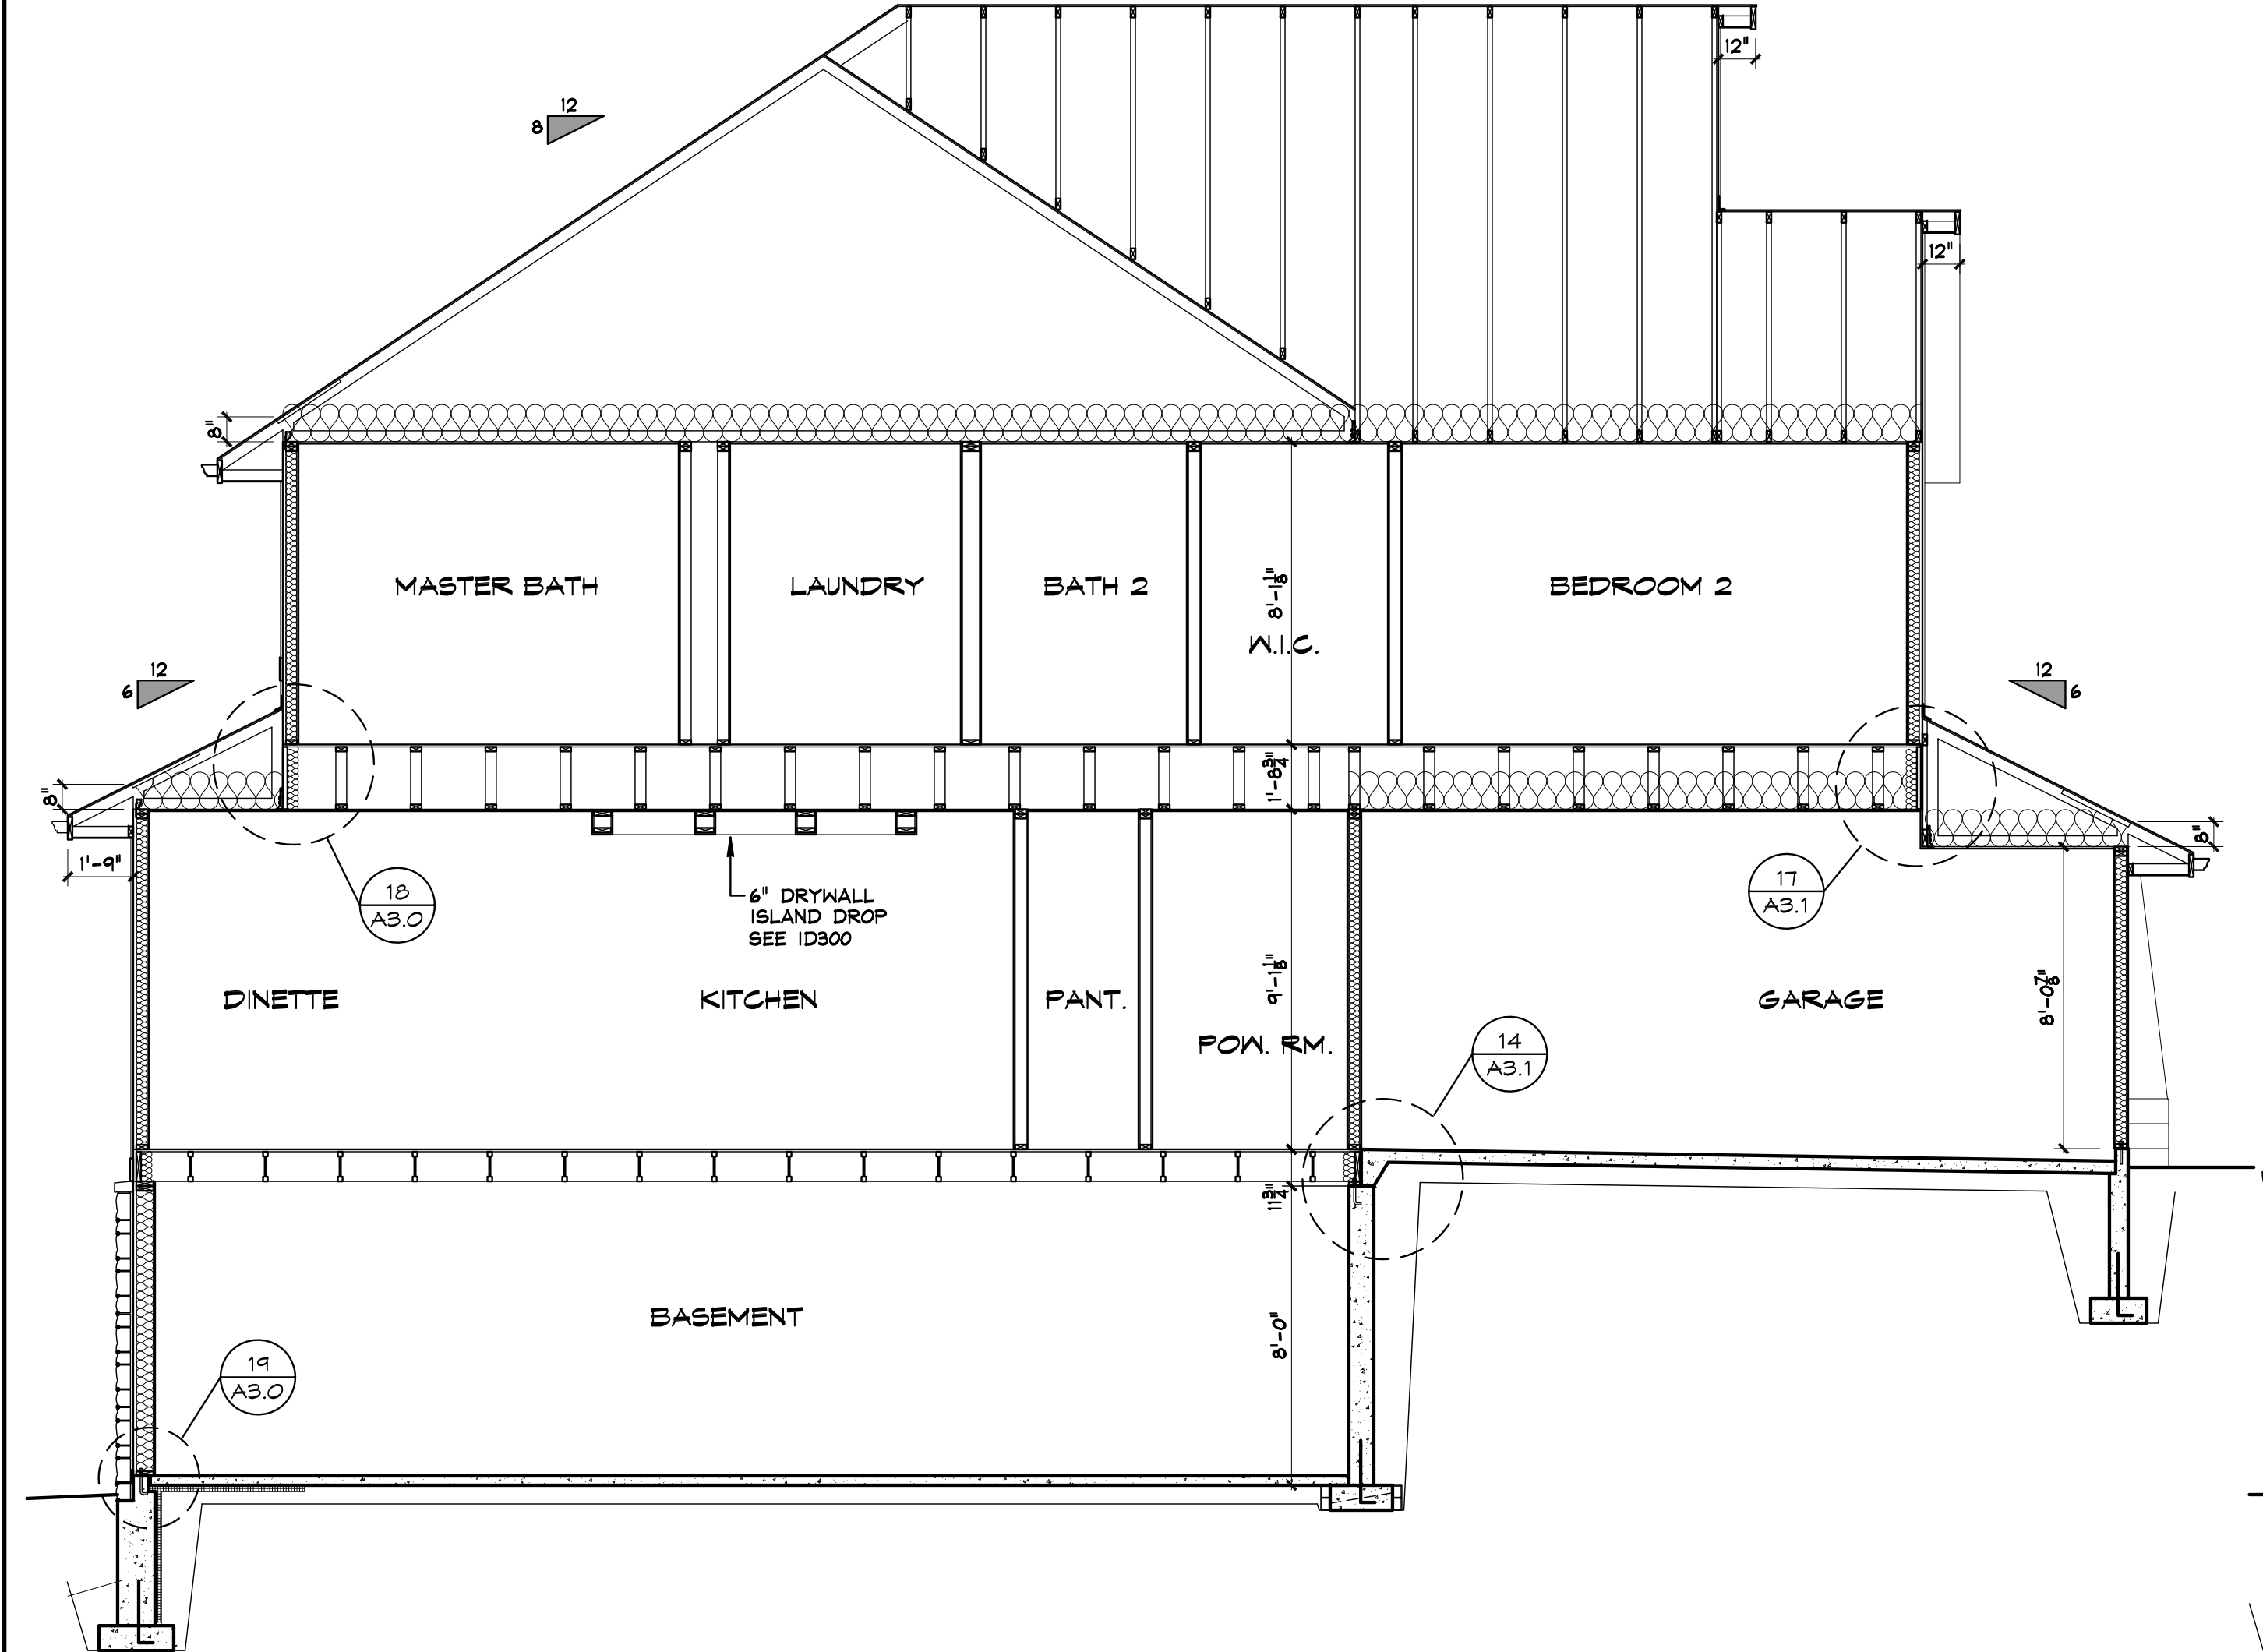 12"
12
8
12"
8"
MASTER BATH
LAUNDRY
BATH 2
8'-1 1/8"
BEDROOM 2
W.I.C.
12
6
12
6
1'-8 3/4"
8"
8"
1'-9"
18
A3.0
6" DRYWALL
ISLAND DROP
SEE ID300
17
A3.1
DINETTE
KITCHEN
PANT.
9'-1 1/8"
GARAGE
8'-0 7/8"
POW. RM.
14
A3.1
11 3/4"
BASEMENT
8'-0"
19
A3.0